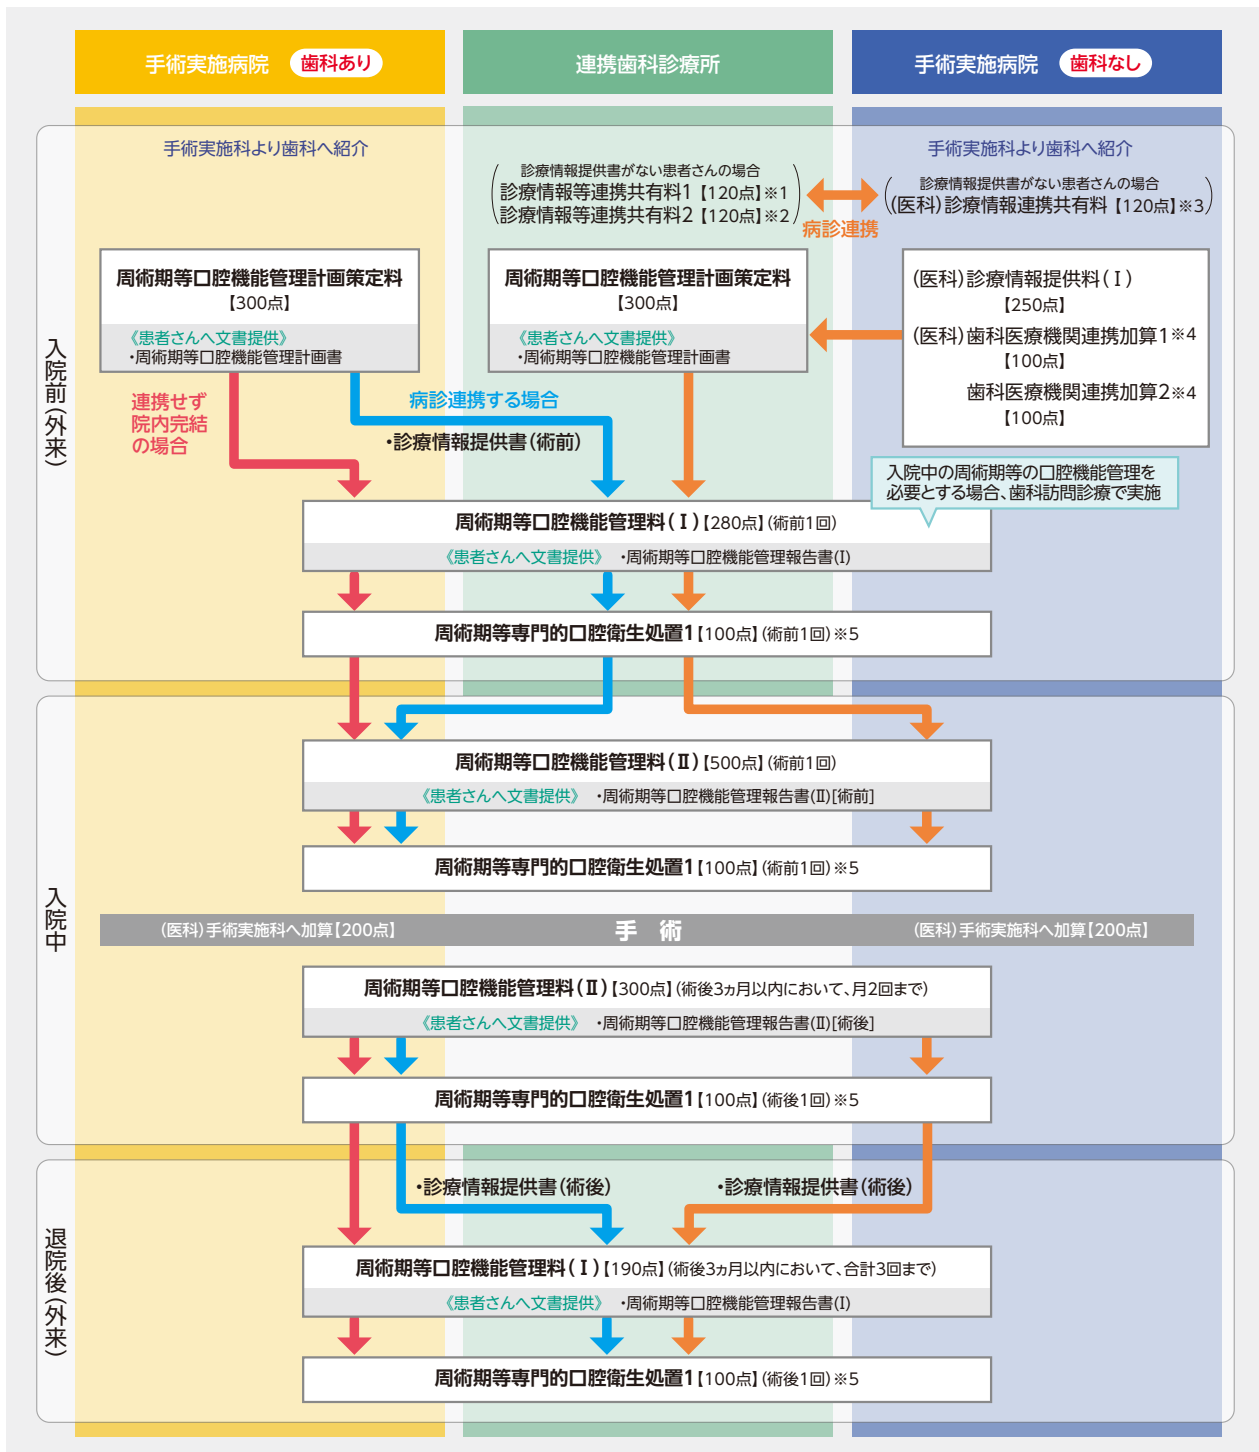 手術実施病院 歯科あり
連携歯科診療所
手術実施病院 歯科なし
入院前(外来)
手術実施科より歯科へ紹介
診療情報提供書がない患者さんの場合
診療情報等連携共有料1【120点】※1
診療情報等連携共有料2【120点】※2
病診連携
手術実施科より歯科へ紹介
診療情報提供書がない患者さんの場合
(医科)診療情報連携共有料【120点】※3
周術期等口腔機能管理計画策定料
【300点】
《患者さんへ文書提供》
・周術期等口腔機能管理計画書
周術期等口腔機能管理計画策定料
【300点】
《患者さんへ文書提供》
・周術期等口腔機能管理計画書
(医科)診療情報提供料(Ⅰ)
【250点】
(医科)歯科医療機関連携加算1※4
【100点】
歯科医療機関連携加算2※4
【100点】
連携せず
院内完結
の場合
病診連携する場合
・診療情報提供書(術前)
入院中の周術期等の口腔機能管理を
必要とする場合、歯科訪問診療で実施
周術期等口腔機能管理料(Ⅰ)【280点】(術前1回)
《患者さんへ文書提供》 ・周術期等口腔機能管理報告書(Ⅰ)
周術期等専門的口腔衛生処置1【100点】(術前1回)※5
入院中
周術期等口腔機能管理料(Ⅱ)【500点】(術前1回)
《患者さんへ文書提供》 ・周術期等口腔機能管理報告書(Ⅱ)[術前]
周術期等専門的口腔衛生処置1【100点】(術前1回)※5
(医科)手術実施科へ加算【200点】 手 術 (医科)手術実施科へ加算【200点】
周術期等口腔機能管理料(Ⅱ)【300点】(術後3ヵ月以内において、月2回まで)
《患者さんへ文書提供》 ・周術期等口腔機能管理報告書(Ⅱ)[術後]
周術期等専門的口腔衛生処置1【100点】(術後1回)※5
退院後(外来)
・診療情報提供書(術後)
・診療情報提供書(術後)
周術期等口腔機能管理料(Ⅰ)【190点】(術後3ヵ月以内において、合計3回まで)
《患者さんへ文書提供》 ・周術期等口腔機能管理報告書(Ⅰ)
周術期等専門的口腔衛生処置1【100点】(術後1回)※5